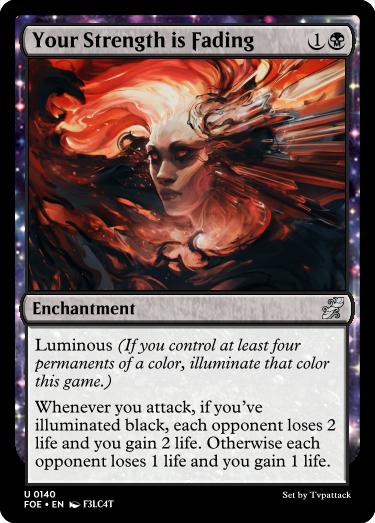 Your Strength is Fading 1
Enchantment
Luminous (If you control at least four
permanents of a color, illuminate that color
this game.)
Whenever you attack, if you've
illuminated black, each opponent loses 2
life and you gain 2 life. Otherwise each
opponent loses 1 life and you gain 1 life.
U 0140
FOE • EN F3LC4T
Set by Tvpattack